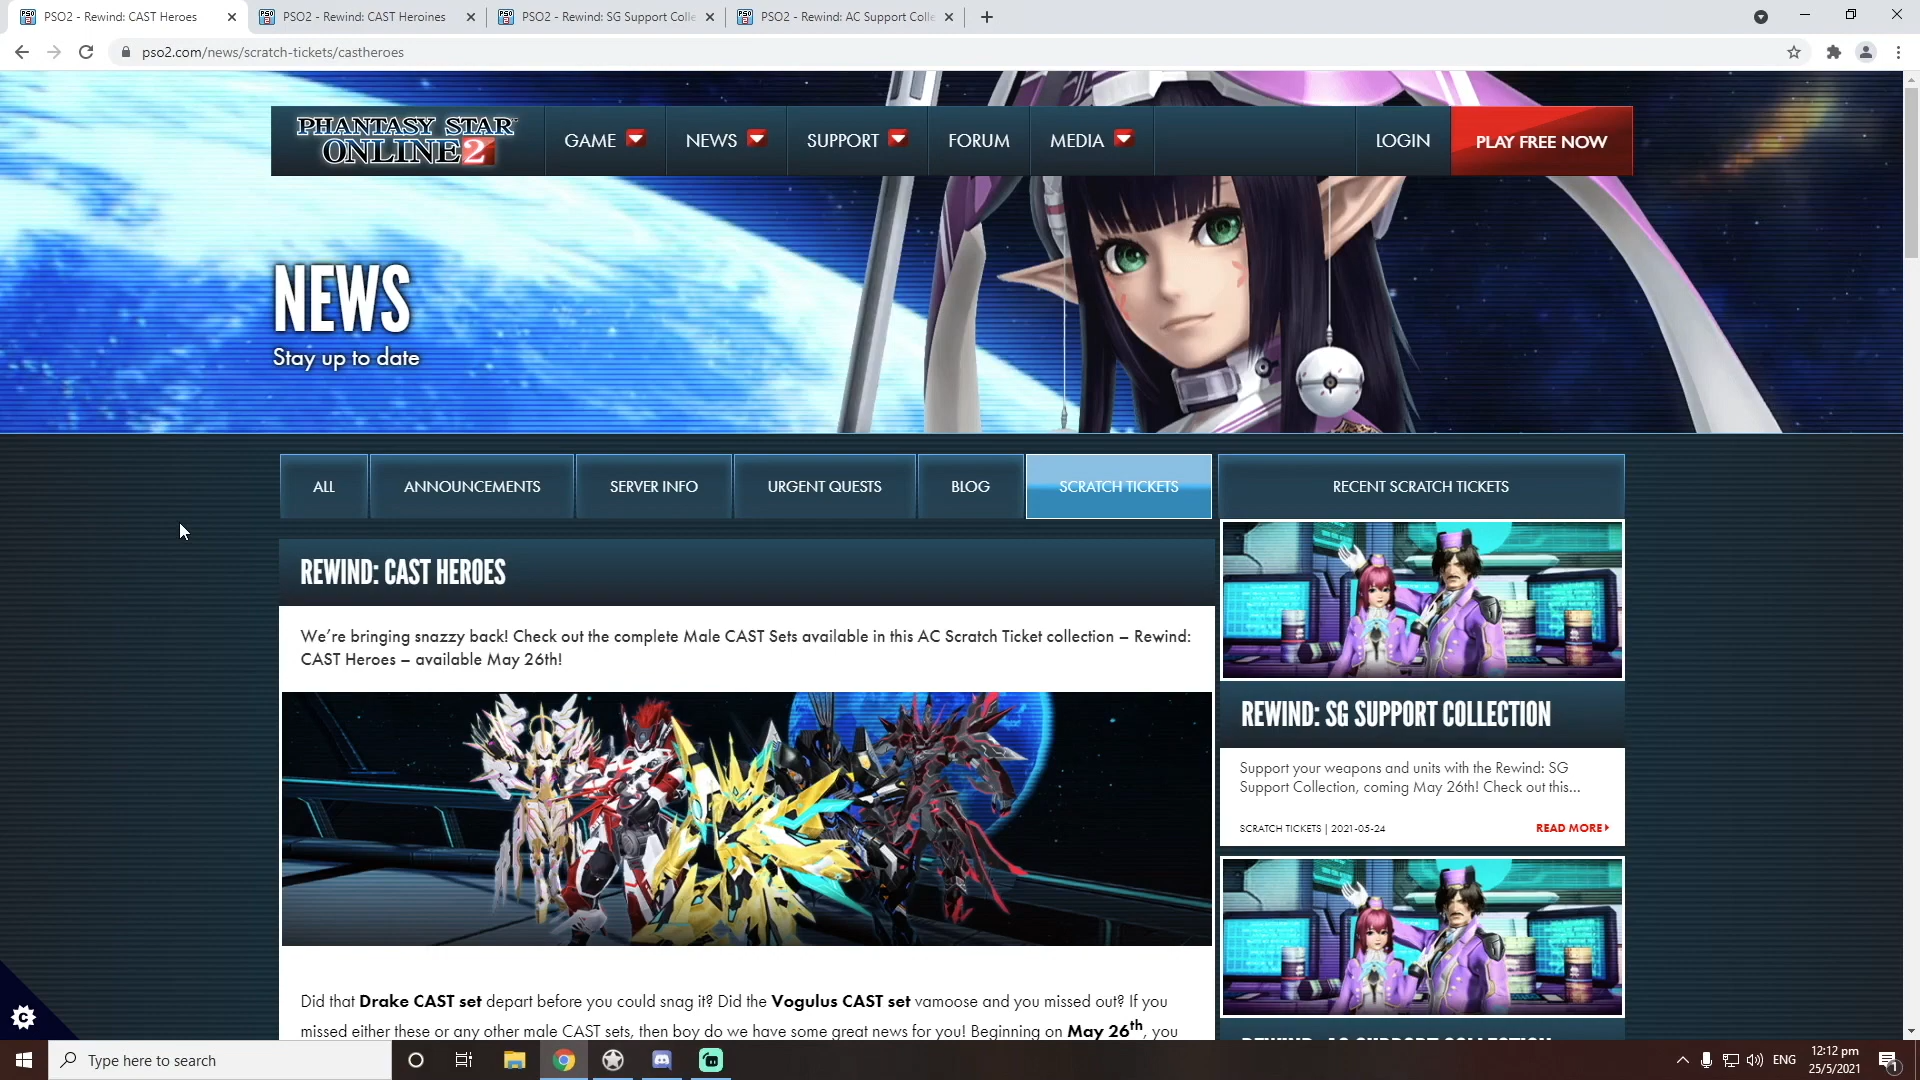 PSO2 - Rewind: CAST Heroes
PSO2 - Rewind: CAST Heroines
PSO2 - Rewind: SG Support Colle
PSO2 - Rewind: AC Support Colle
pso2.com/news/scratch-tickets/castheroes
PHANTASY STAR
ONLINE 2
GAME
NEWS
SUPPORT
FORUM
MEDIA
LOGIN
PLAY FREE NOW
NEWS
Stay up to date
ALL
ANNOUNCEMENTS
SERVER INFO
URGENT QUESTS
BLOG
SCRATCH TICKETS
RECENT SCRATCH TICKETS
REWIND: CAST HEROES
We're bringing snazzy back! Check out the complete Male CAST Sets available in this AC Scratch Ticket collection – Rewind:
CAST Heroes – available May 26th!
Did that Drake CAST set depart before you could snag it? Did the Vogulus CAST set vamoose and you missed out? If you
missed either these or any other male CAST sets, then boy do we have some great news for you! Beginning on May 26th, you
REWIND: SG SUPPORT COLLECTION
Support your weapons and units with the Rewind: SG
Support Collection, coming May 26th! Check out this...
SCRATCH TICKETS | 2021-05-24
READ MORE
REWIND: AC SUPPORT COLLECTION
Type here to search
ENG
12:12 pm
25/5/2021
1